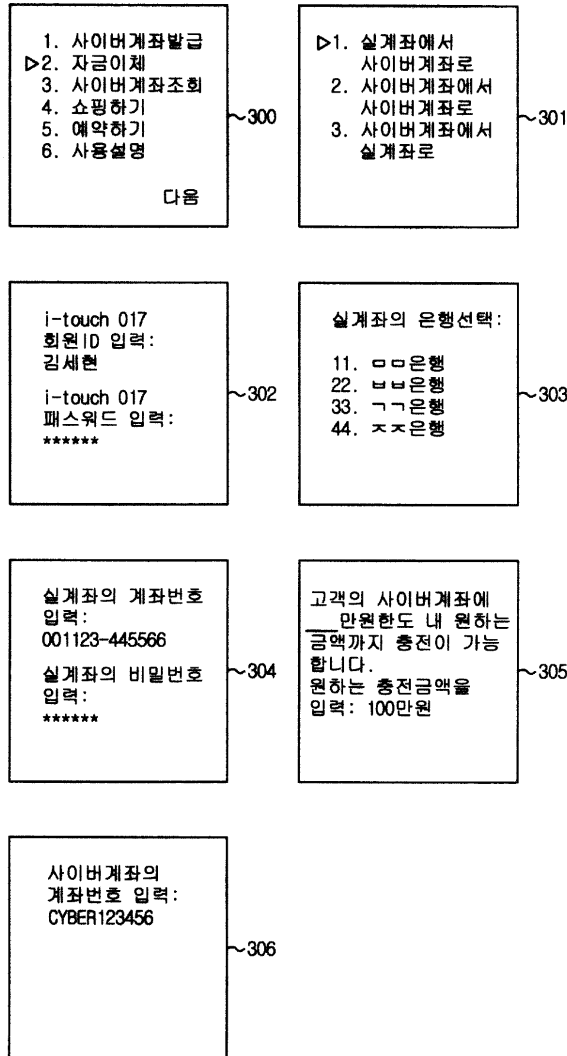 1. 사이버계좌발급
▷2. 자금이체
3. 사이버계좌조회
4. 쇼핑하기
5. 예약하기
6. 사용설명
다움
~300
▷1. 실계좌에서
사이버계좌로
2. 사이버계좌에서
사이버계좌로
3. 사이버계좌에서
실계좌로
~301
i-touch 017
회원ID 입력:
김세현
i-touch 017
패스워드 입력:
******
~302
실계좌의 은행선택:
11. ㅁㅁ은행
22. ㅂㅂ은행
33. ㄱㄱ은행
44. ㅈㅈ은행
~303
실계좌의 계좌번호
입력:
001123-445566
실계좌의 비밀번호
입력:
******
~304
고객의 사이버계좌에
___만원한도 내 원하는
금액까지 충전이 가능
합니다.
원하는 충전금액을
입력: 100만원
~305
사이버계좌의
계좌번호 입력:
CYBER123456
~306